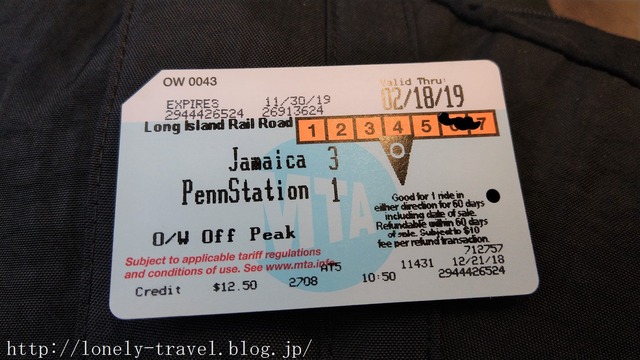 OW 0043
Valid Thru:
EXPIRES 11/30/19 02/18/19
2944426524 26913624
Long Island Rail Road 1 2 3 4 5 7
Jamaica 3
PennStation 1
O
MTA
Good for 1 ride in
either direction for 60 days
including date of sale.
Refundable within 60 days
of sale. Subject to $10
fee per refund transaction.
O/W Off Peak
Subject to applicable tariff regulations
and conditions of use. See www.mta.info
712757
AT5 11431 12/21/18
Credit $12.50 2708 10:50 2944426524
http://lonely-travel.blog.jp/